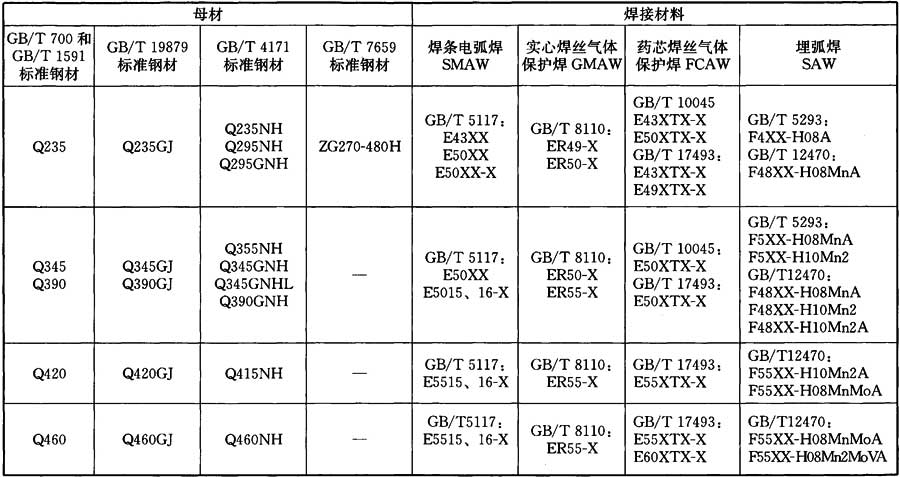 母材
焊接材料
GB/T 700 和
GB/T 1591
标准钢材
GB/T 19879
标准钢材
GB/T 4171
标准钢材
GB/T 7659
标准钢材
焊条电弧焊
SMAW
实心焊丝气体
保护焊 GMAW
药芯焊丝气体
保护焊 FCAW
埋弧焊
SAW
Q235
Q235GJ
Q235NH
Q295NH
Q295GNH
ZG270-480H
GB/T 5117:
E43XX
E50XX
E50XX-X
GB/T 8110:
ER49-X
ER50-X
GB/T 10045
E43XTX-X
E50XTX-X
GB/T 17493:
E43XTX-X
E49XTX-X
GB/T 5293:
F4XX-H08A
GB/T 12470:
F48XX-H08MnA
Q345
Q390
Q345GJ
Q390GJ
Q355NH
Q345GNH
Q345GNHL
Q390GNH
—
GB/T 5117:
E50XX
E5015、16-X
GB/T 8110:
ER50-X
ER55-X
GB/T 10045:
E50XTX-X
GB/T 17493:
E50XTX-X
GB/T 5293:
F5XX-H08MnA
F5XX-H10Mn2
GB/T12470:
F48XX-H08MnA
F48XX-H10Mn2
F48XX-H10Mn2A
Q420
Q420GJ
Q415NH
—
GB/T 5117:
E5515、16-X
GB/T 8110:
ER55-X
GB/T 17493:
E55XTX-X
GB/T12470:
F55XX-H10Mn2A
F55XX-H08MnMoA
Q460
Q460GJ
Q460NH
—
GB/T5117:
E5515、16-X
GB/T 8110:
ER55-X
GB/T 17493:
E55XTX-X
E60XTX-X
GB/T12470:
F55XX-H08MnMoA
F55XX-H08Mn2MoVA